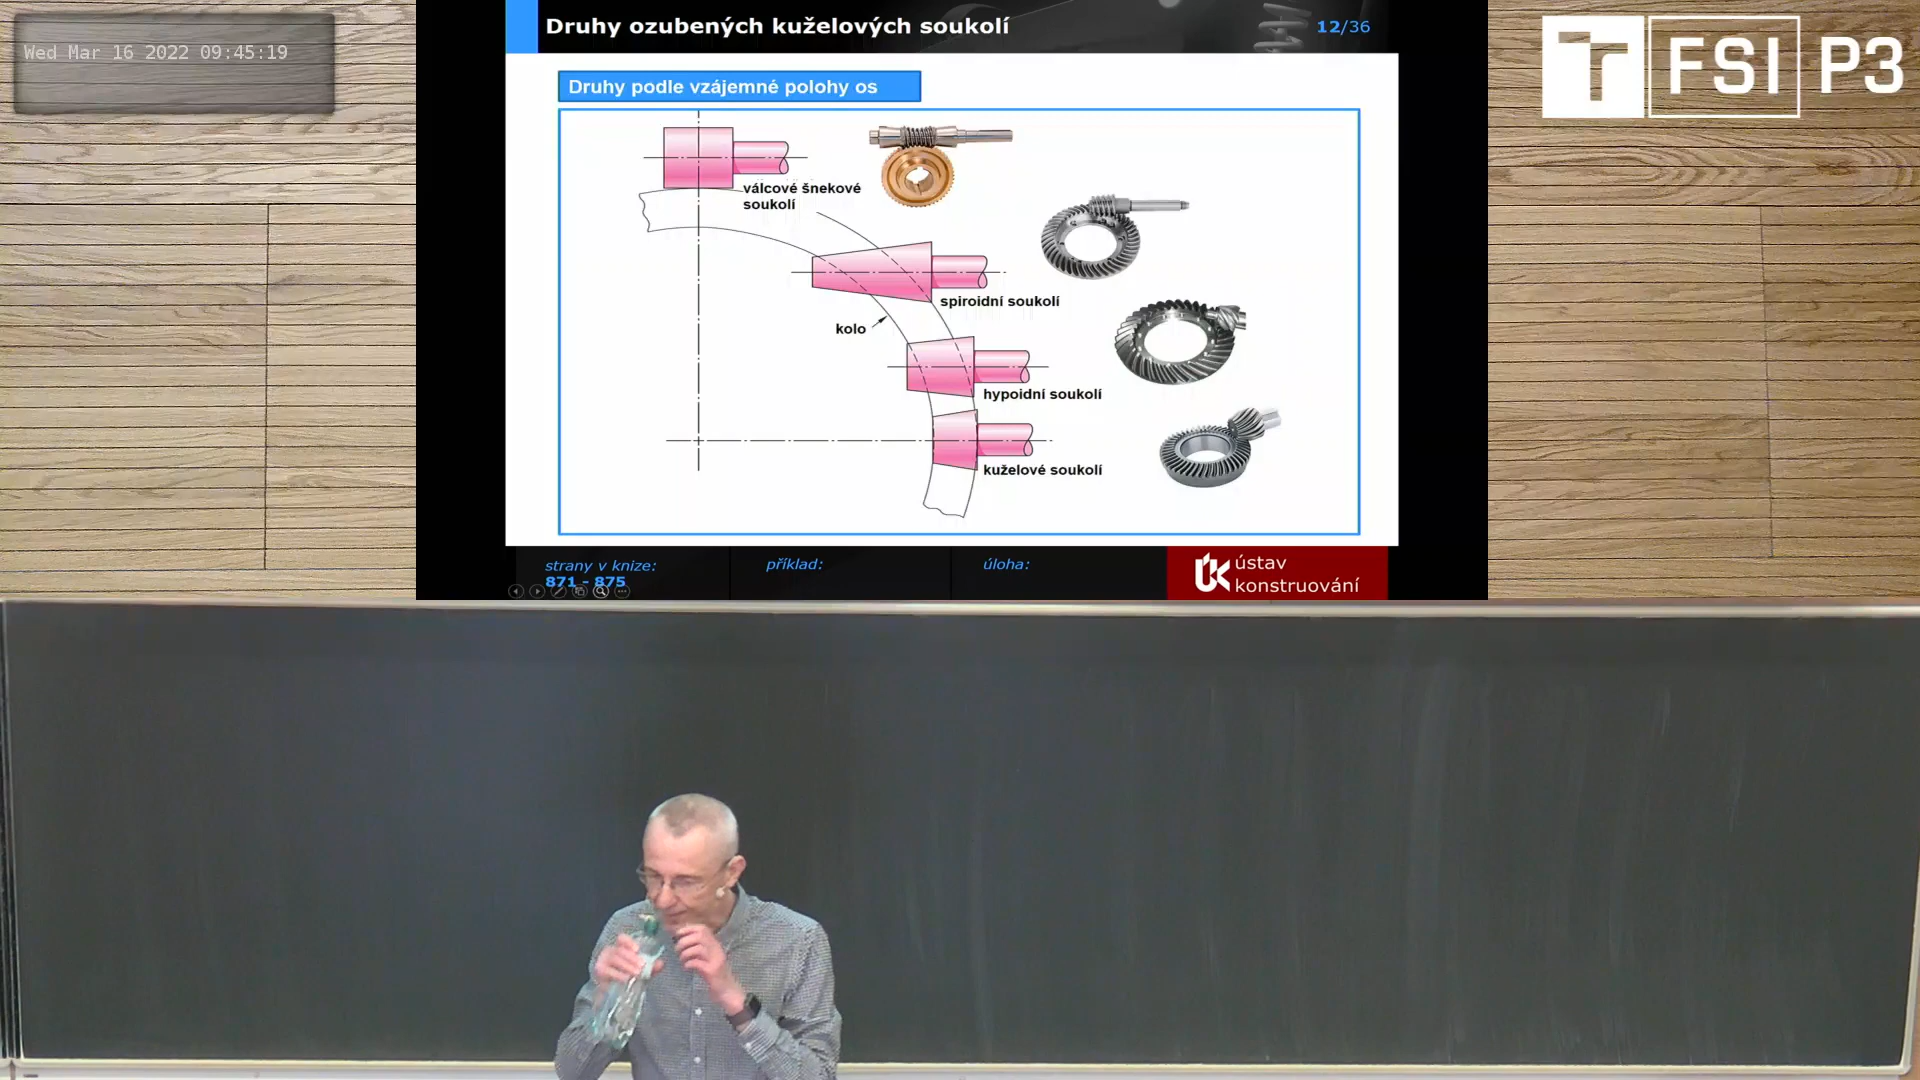 Wed Mar 16 2022 09:45:19
Druhy ozubených kuželových soukolí
12/36
FSI P3
Druhy podle vzájemné polohy os
válcové šnekové
soukolí
spiroidní soukolí
kolo
hypoidní soukolí
kuželové soukolí
strany v knize:
871 - 875
příklad:
úloha:
ústav
konstruování